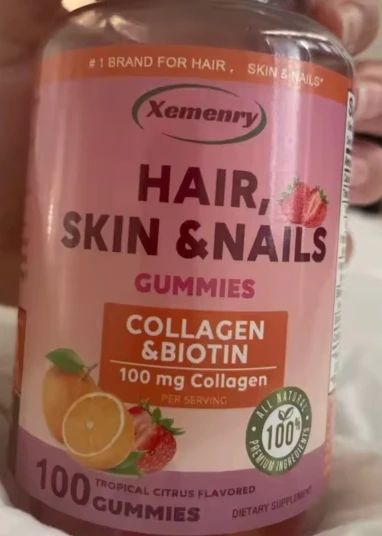 #1 BRAND FOR HAIR, SKIN & NAILS*
Xemenry
HAIR,
SKIN &NAILS
GUMMIES
COLLAGEN
&BIOTIN
100 mg Collagen
PER SERVING
ALL NATURAL
100%
PREMIUM INGREDIENTS
100 GUMMIES
TROPICAL CITRUS FLAVORED
DIETARY SUPPLEMENT